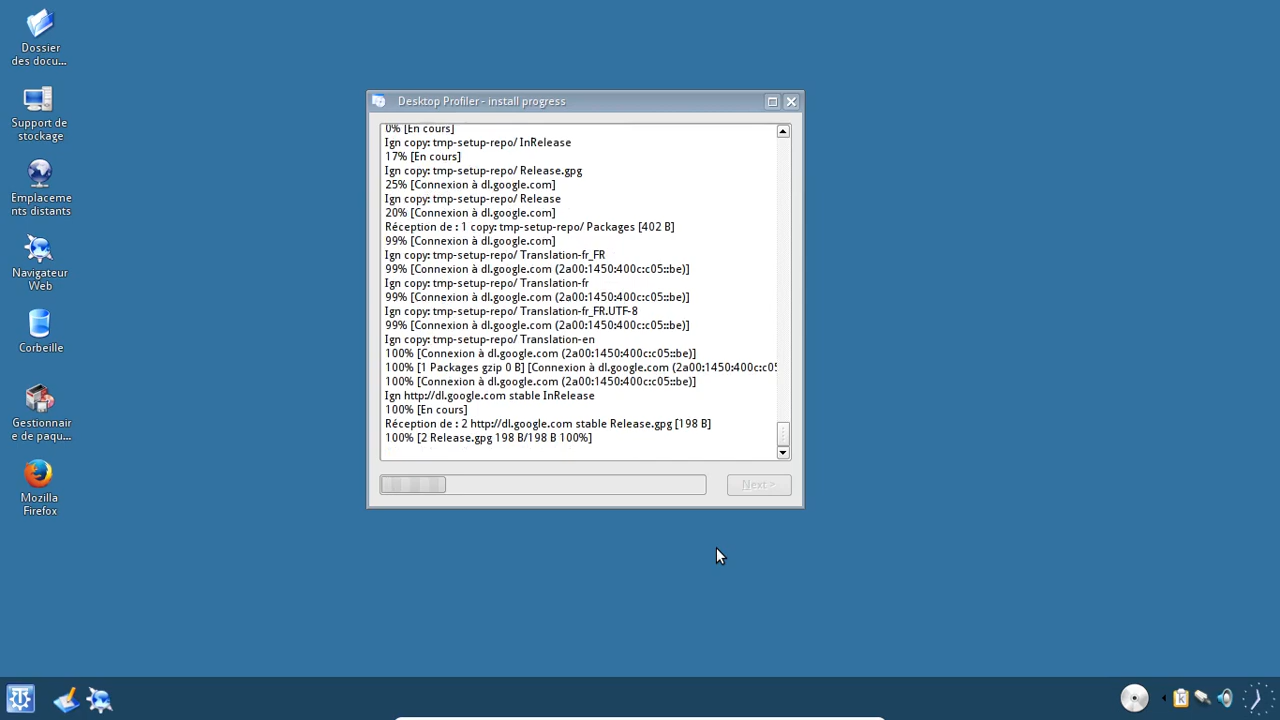 Dossier
des docu...
Support de
stockage
Emplaceme
nts distants
Navigateur
Web
Corbeille
Gestionnair
e de paqu...
Mozilla
Firefox
Desktop Profiler - install progress
0% [En cours]
Ign copy: tmp-setup-repo/ InRelease
17% [En cours]
Ign copy: tmp-setup-repo/ Release.gpg
25% [Connexion à dl.google.com]
Ign copy: tmp-setup-repo/ Release
20% [Connexion à dl.google.com]
Réception de : 1 copy: tmp-setup-repo/ Packages [402 B]
99% [Connexion à dl.google.com]
Ign copy: tmp-setup-repo/ Translation-fr_FR
99% [Connexion à dl.google.com (2a00:1450:400c:c05::be)]
Ign copy: tmp-setup-repo/ Translation-fr
99% [Connexion à dl.google.com (2a00:1450:400c:c05::be)]
Ign copy: tmp-setup-repo/ Translation-fr_FR.UTF-8
99% [Connexion à dl.google.com (2a00:1450:400c:c05::be)]
Ign copy: tmp-setup-repo/ Translation-en
100% [Connexion à dl.google.com (2a00:1450:400c:c05::be)]
100% [1 Packages gzip 0 B] [Connexion à dl.google.com (2a00:1450:400c:c05
100% [Connexion à dl.google.com (2a00:1450:400c:c05::be)]
Ign http://dl.google.com stable InRelease
100% [En cours]
Réception de : 2 http://dl.google.com stable Release.gpg [198 B]
100% [2 Release.gpg 198 B/198 B 100%]
Next >